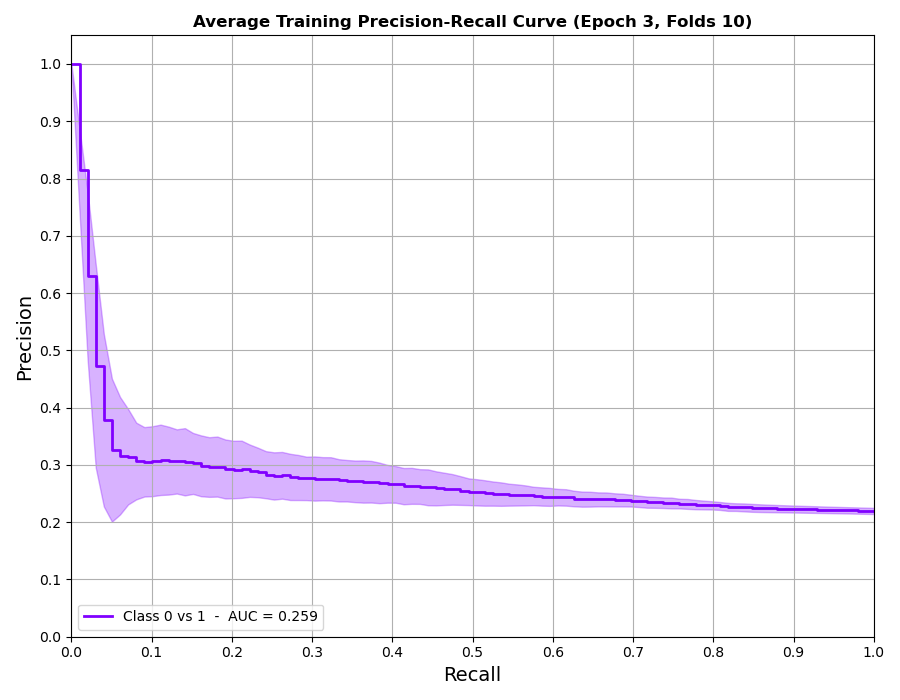 Average Training Precision-Recall Curve (Epoch 3, Folds 10)
Precision
1.0
0.9
0.8
0.7
0.6
0.5
0.4
0.3
0.2
0.1
0.0
Class 0 vs 1 - AUC = 0.259
0.0 0.1 0.2 0.3 0.4 0.5 0.6 0.7 0.8 0.9 1.0
Recall